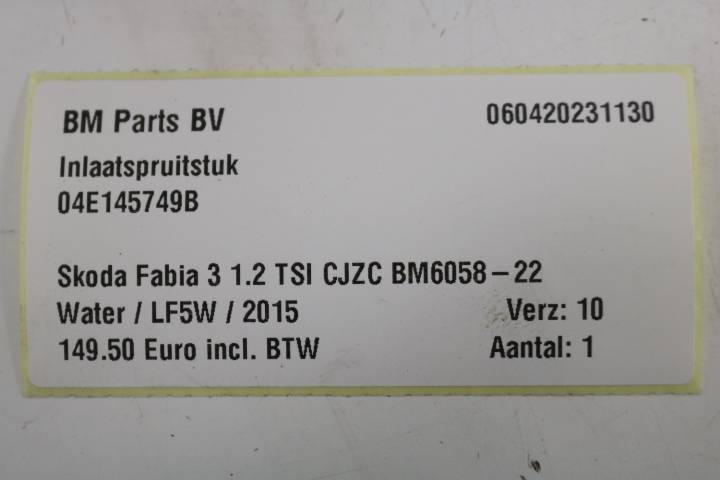 BM Parts BV 060420231130
Inlaatspruitstuk
04E145749B
Skoda Fabia 3 1.2 TSI CJZC BM6058-22
Water / LF5W / 2015 Verz: 10
149.50 Euro incl. BTW Aantal: 1